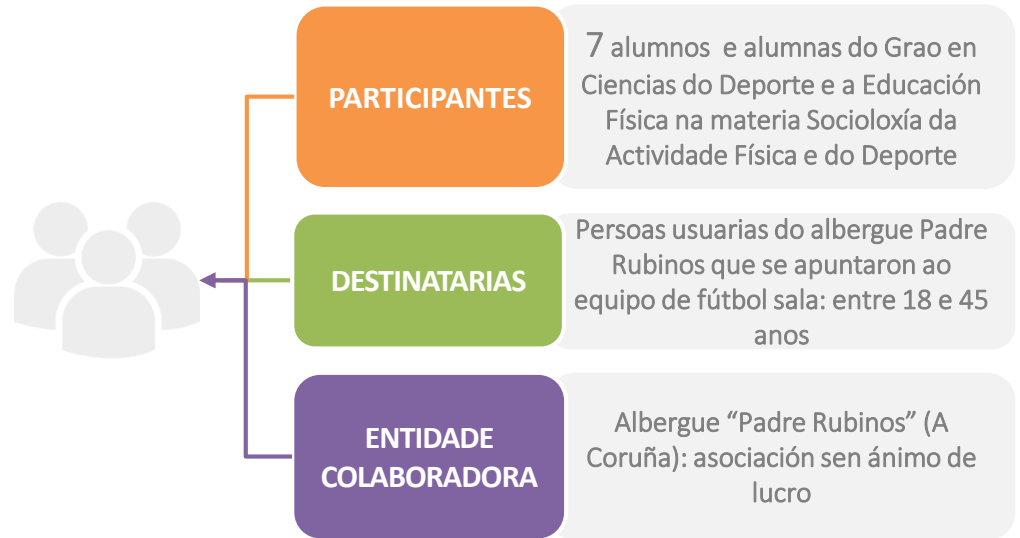 PARTICIPANTES
7 alumnos e alumnas do Grao en
Ciencias do Deporte e a Educación
Física na materia Socioloxía da
Actividade Física e do Deporte
DESTINATARIAS
Persoas usuarias do albergue Padre
Rubinos que se apuntaron ao
equipo de fútbol sala: entre 18 e 45
anos
ENTIDADE
COLABORADORA
Albergue “Padre Rubinos” (A
Coruña): asociación sen ánimo de
lucro